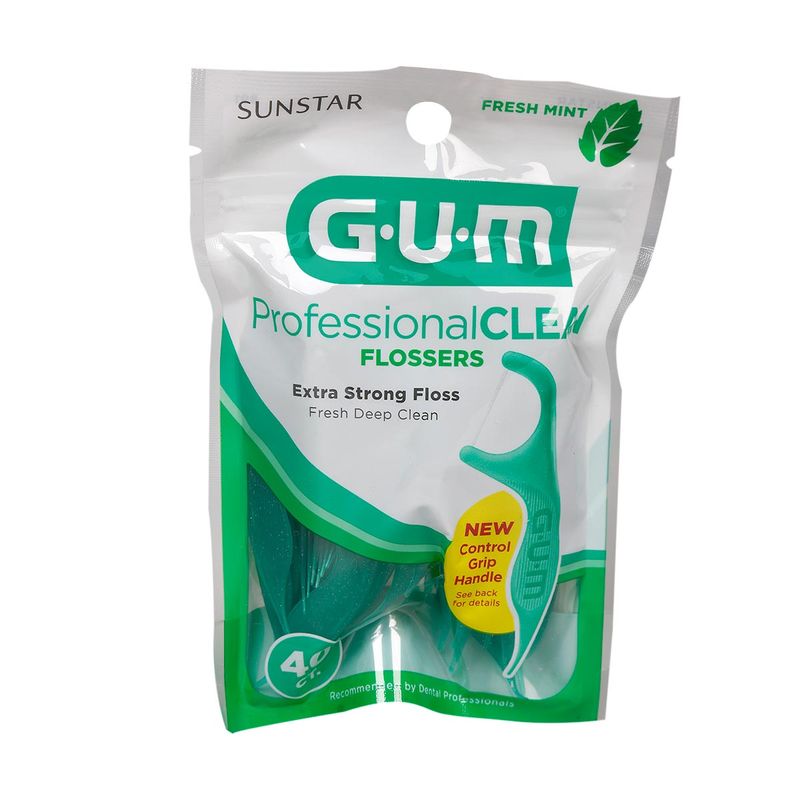 SUNSTAR
FRESH MINT
G·U·M®
ProfessionalCLEAN
FLOSSERS
Extra Strong Floss
Fresh Deep Clean
G·U·M
NEW
Control
Grip
Handle
See back
for details
40
CT.
Recommended by Dental Professionals